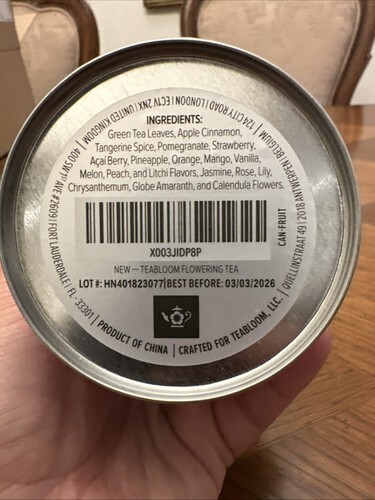 INGREDIENTS:
Green Tea Leaves, Apple Cinnamon,
Tangerine Spice, Pomegranate, Strawberry,
Açai Berry, Pineapple, Orange, Mango, Vanilla,
Melon, Peach, and Litchi Flavors, Jasmine, Rose, Lily,
Chrysanthemum, Globe Amaranth, and Calendula Flowers.
X003JIDP8P
CAN-FRUIT
NEW — TEABLOOM FLOWERING TEA
LOT #: HN401823077|BEST BEFORE: 03/03/2026
400 SW 1ST AVE #2609 | FORT LAUDERDALE | FL - 33301 |
124 CITY ROAD | LONDON | EC1V 2NX | UNITED KINGDOM |
QUELLINSTRAAT 49 | 2018 ANTWERPEN BELGIUM
PRODUCT OF CHINA | CRAFTED FOR TEABLOOM, LLC.